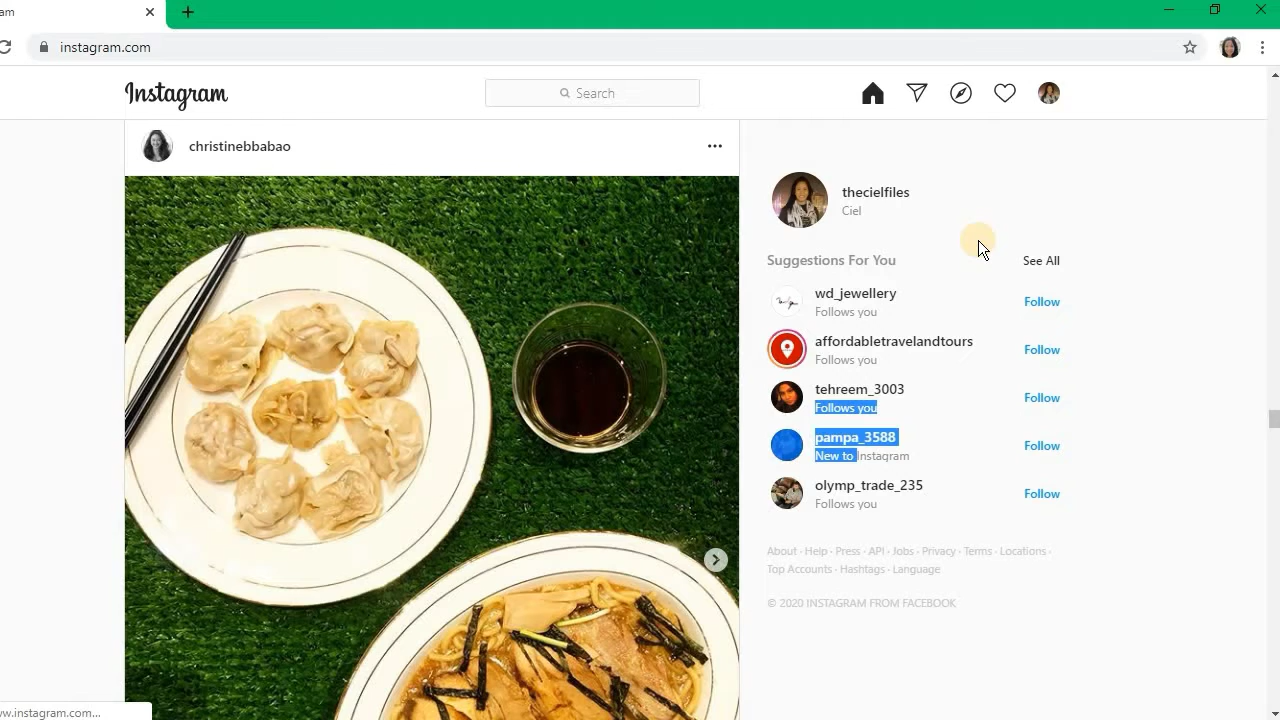 am
instagram.com
Instagram
Search
christinebbabao
thecielfiles
Ciel
Suggestions For You
See All
wd_jewellery
Follows you
Follow
affordabletravelandtours
Follows you
Follow
tehreem_3003
Follows you
Follow
pampa_3588
New to Instagram
Follow
olymp_trade_235
Follows you
Follow
About · Help · Press · API · Jobs · Privacy · Terms · Locations ·
Top Accounts · Hashtags · Language
© 2020 INSTAGRAM FROM FACEBOOK
w.instagram.com...